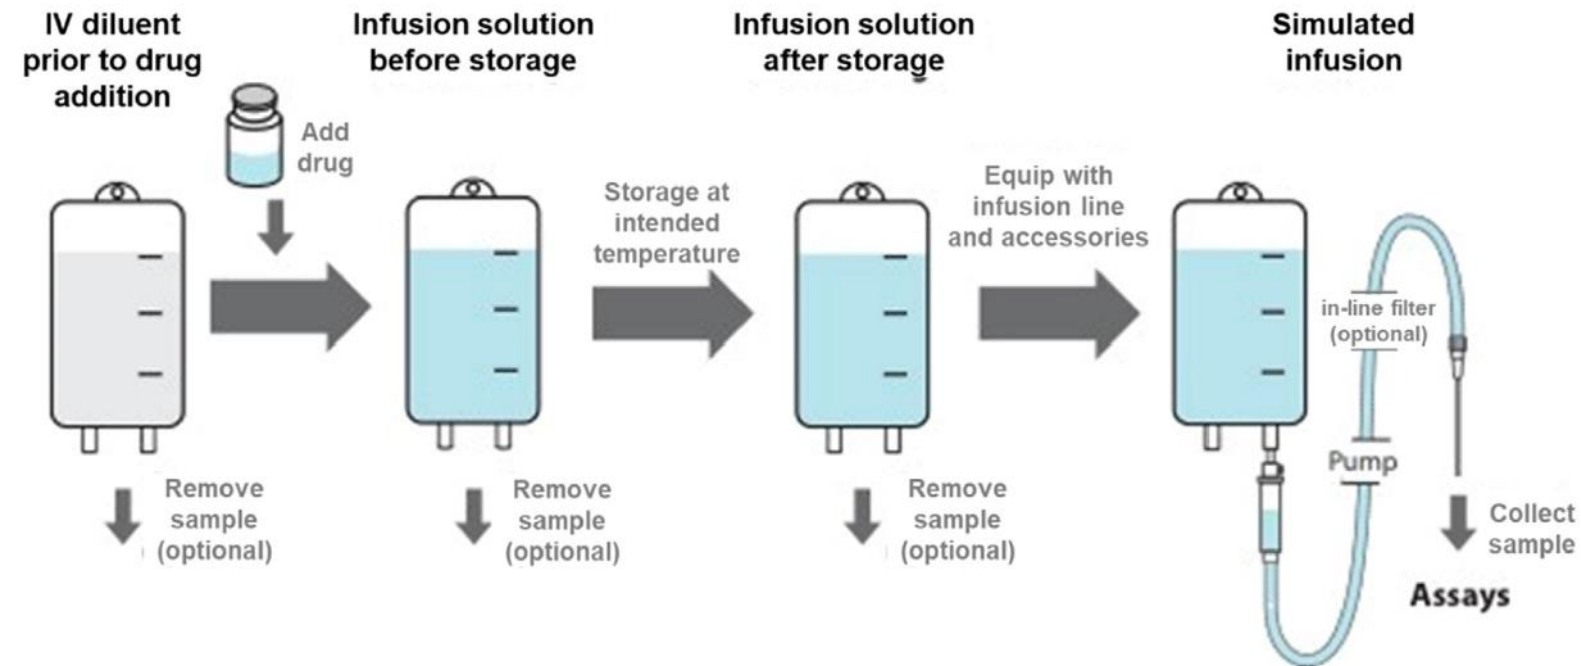 IV diluent
prior to drug
addition
Add
drug
Infusion solution
before storage
Storage at
intended
temperature
Infusion solution
after storage
Equip with
infusion line
and accessories
Simulated
infusion
in-line filter
(optional)
Pump
Remove
sample
(optional)
Remove
sample
(optional)
Remove
sample
(optional)
Collect
sample
Assays